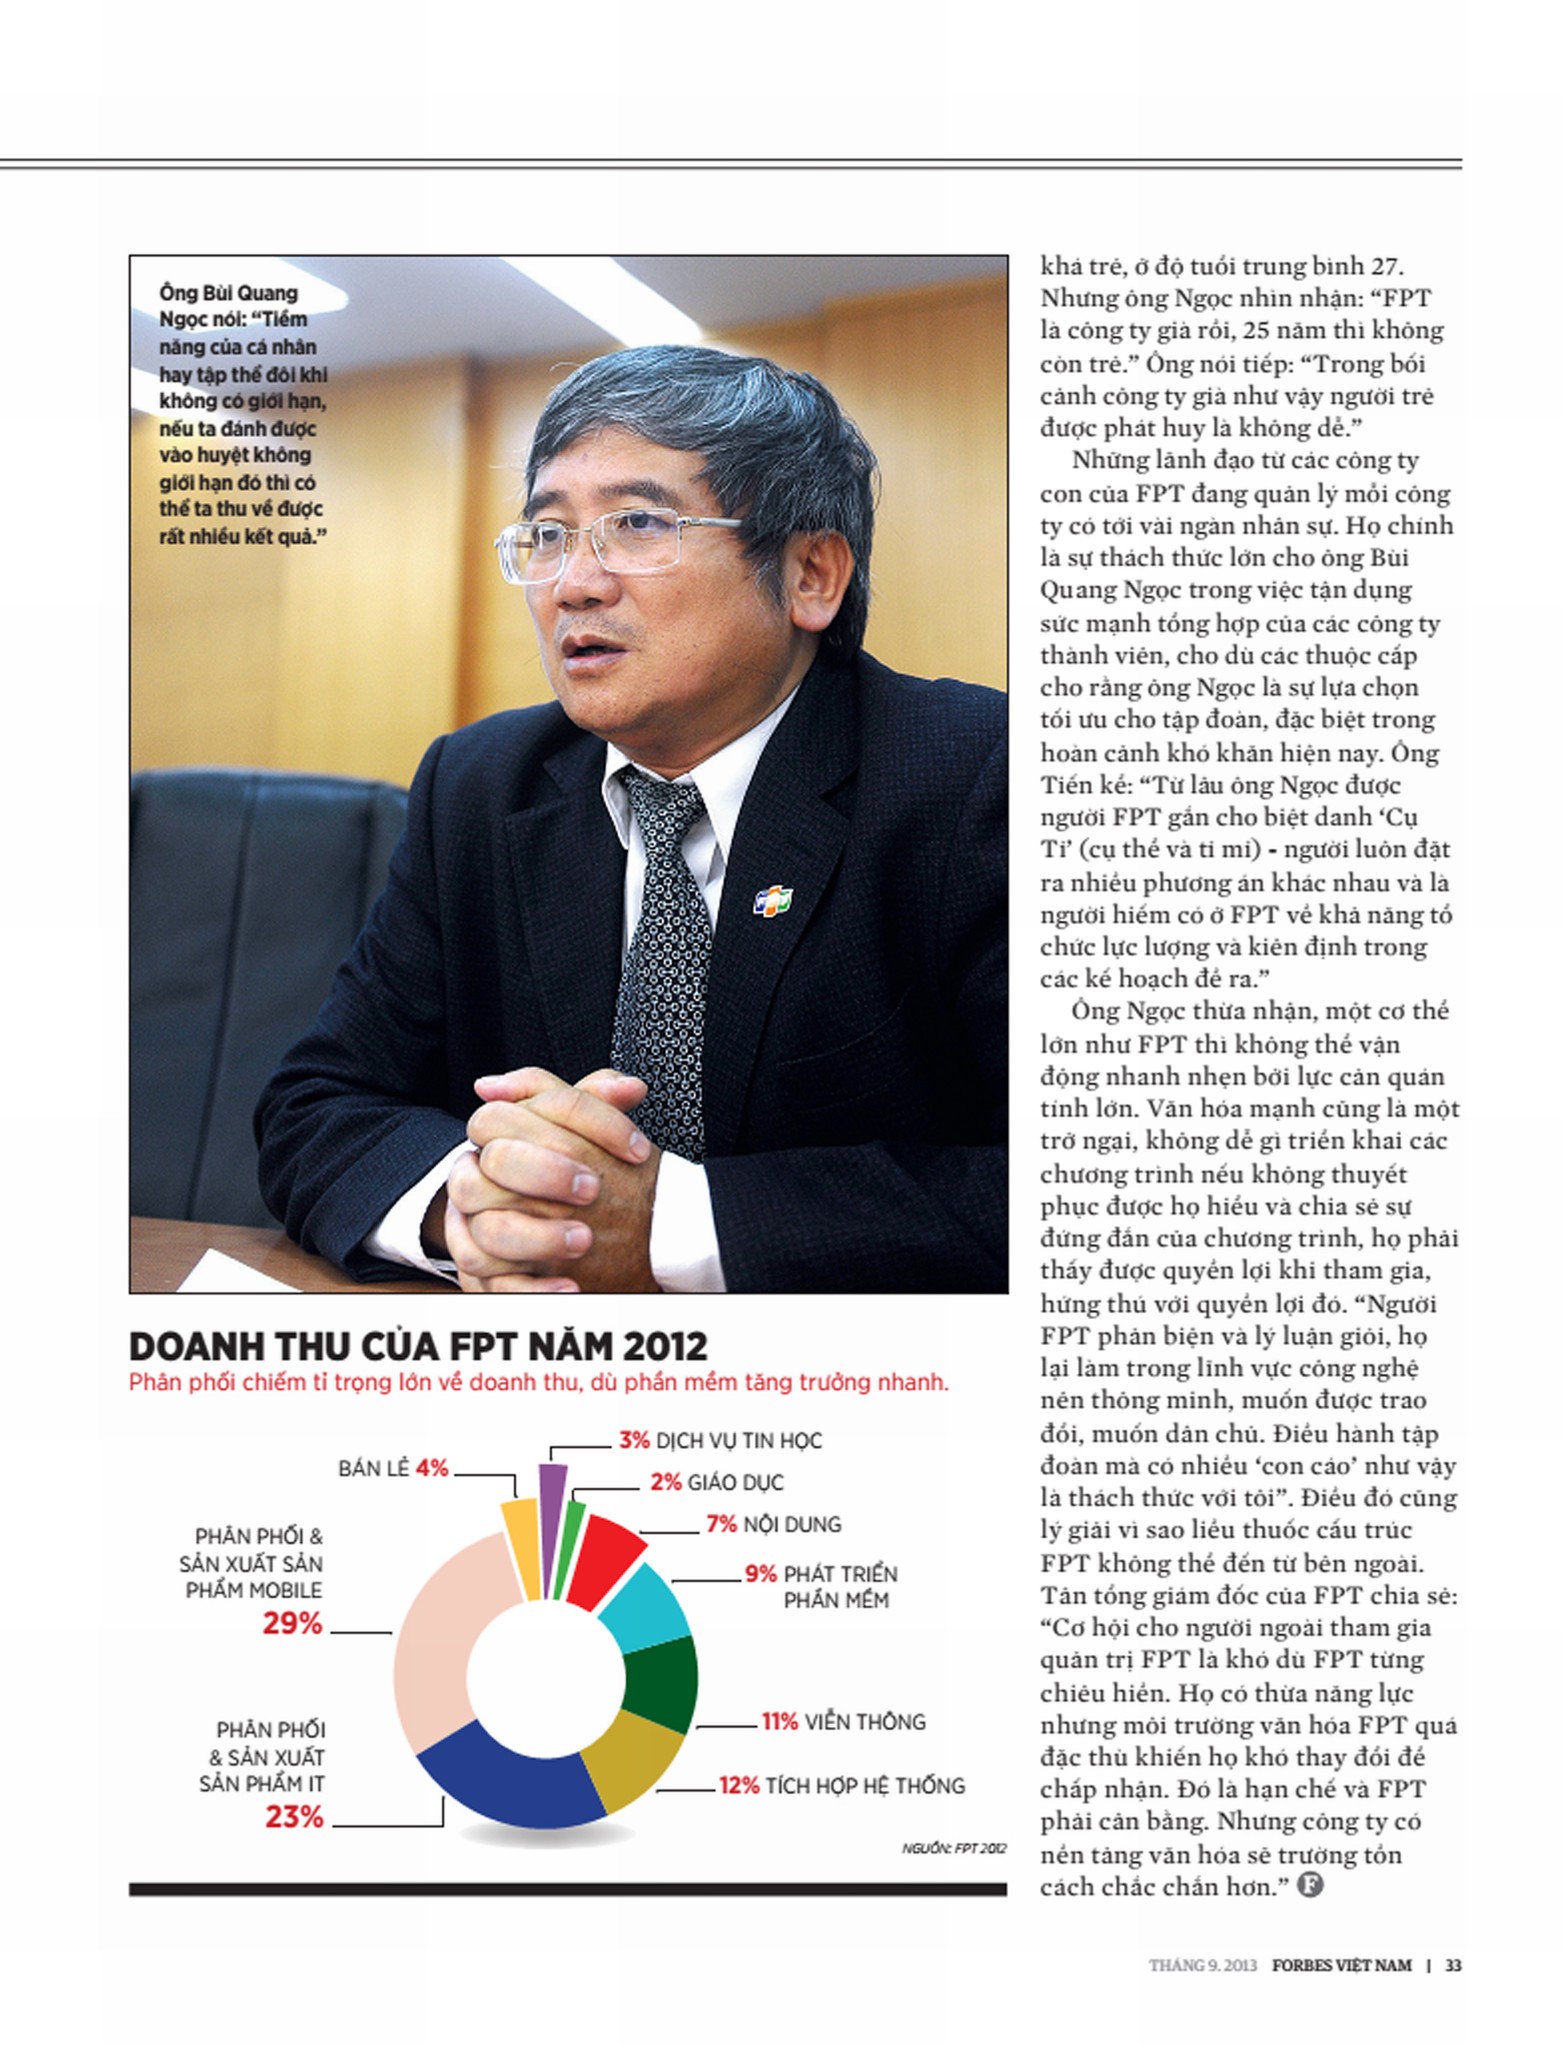 Ông Bùi Quang
Ngọc nói: “Tiềm
năng của cá nhân
hay tập thể đôi khi
không có giới hạn,
nếu ta đánh được
vào huyệt không
giới hạn đó thì có
thể ta thu về được
rất nhiều kết quả.”
DOANH THU CỦA FPT NĂM 2012
Phân phối chiếm tỉ trọng lớn về doanh thu, dù phần mềm tăng trưởng nhanh.
3% DỊCH VỤ TIN HỌC
BÁN LẺ 4%
2% GIÁO DỤC
7% NỘI DUNG
PHÂN PHỐI &
SẢN XUẤT SẢN
PHẨM MOBILE
29%
9% PHÁT TRIỂN
PHẦN MỀM
11% VIỄN THÔNG
PHÂN PHỐI
& SẢN XUẤT
SẢN PHẨM IT
23%
12% TÍCH HỢP HỆ THỐNG
NGUỒN: FPT 2012
khá trẻ, ở độ tuổi trung bình 27.
Nhưng ông Ngọc nhìn nhận: “FPT
là công ty già rồi, 25 năm thì không
còn trẻ.” Ông nói tiếp: “Trong bối
cảnh công ty già như vậy người trẻ
được phát huy là không dễ.”
Những lãnh đạo từ các công ty
con của FPT đang quản lý mỗi công
ty có tới vài ngàn nhân sự. Họ chính
là sự thách thức lớn cho ông Bùi
Quang Ngọc trong việc tận dụng
sức mạnh tổng hợp của các công ty
thành viên, cho dù các thuộc cấp
cho rằng ông Ngọc là sự lựa chọn
tối ưu cho tập đoàn, đặc biệt trong
hoàn cảnh khó khăn hiện nay. Ông
Tiến kể: “Từ lâu ông Ngọc được
người FPT gắn cho biệt danh ‘Cụ
Tỉ’ (cụ thể và tỉ mỉ) - người luôn đặt
ra nhiều phương án khác nhau và là
người hiếm có ở FPT về khả năng tổ
chức lực lượng và kiên định trong
các kế hoạch đề ra.”
Ông Ngọc thừa nhận, một cơ thể
lớn như FPT thì không thể vận
động nhanh nhẹn bởi lực cản quán
tính lớn. Văn hóa mạnh cũng là một
trở ngại, không dễ gì triển khai các
chương trình nếu không thuyết
phục được họ hiểu và chia sẻ sự
đứng đắn của chương trình, họ phải
thấy được quyền lợi khi tham gia,
hứng thú với quyền lợi đó. “Người
FPT phản biện và lý luận giỏi, họ
lại làm trong lĩnh vực công nghệ
nên thông minh, muốn được trao
đổi, muốn dân chủ. Điều hành tập
đoàn mà có nhiều ‘con cáo’ như vậy
là thách thức với tôi”. Điều đó cũng
lý giải vì sao liều thuốc cấu trúc
FPT không thể đến từ bên ngoài.
Tân tổng giám đốc của FPT chia sẻ:
“Cơ hội cho người ngoài tham gia
quản trị FPT là khó dù FPT từng
chiêu hiền. Họ có thừa năng lực
nhưng môi trường văn hóa FPT quá
đặc thù khiến họ khó thay đổi để
chấp nhận. Đó là hạn chế và FPT
phải cân bằng. Nhưng công ty có
nền tảng văn hóa sẽ trường tồn
cách chắc chắn hơn.” F
THÁNG 9. 2013 FORBES VIỆT NAM | 33